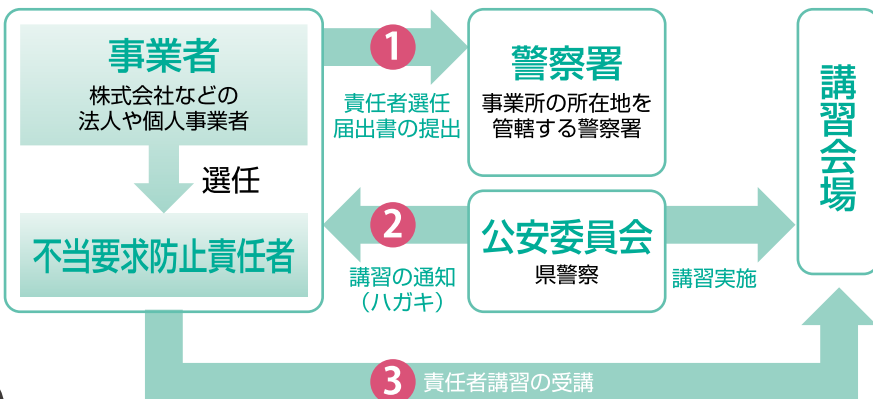 事業者
株式会社などの
法人や個人事業者
選任
不当要求防止責任者
1
責任者選任
届出書の提出
警察署
事業所の所在地を
管轄する警察署
2
講習の通知
（ハガキ）
公安委員会
県警察
講習実施
講習会場
3 責任者講習の受講